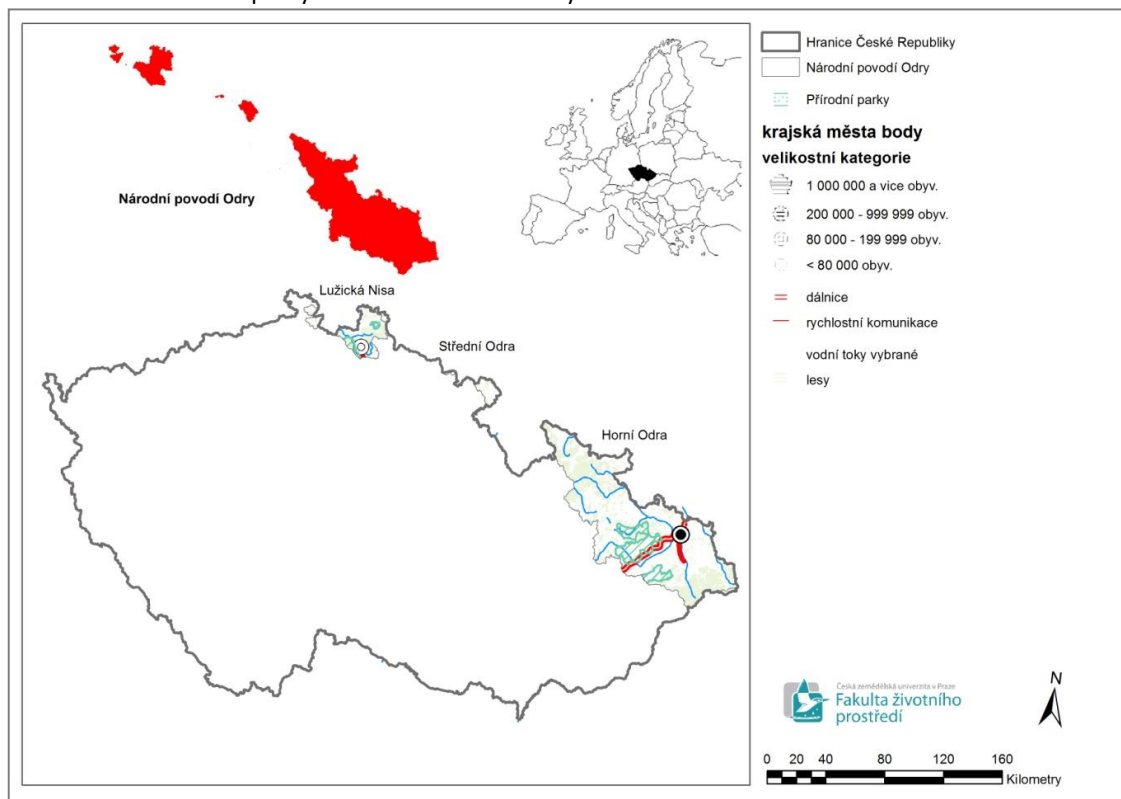 Národní povodí Odry
Lužická Nisa
Střední Odra
Horní Odra
Hranice České Republiky
Národní povodí Odry
Přírodní parky
krajská města body
velikostní kategorie
1 000 000 a vice obyv.
200 000 - 999 999 obyv.
80 000 - 199 999 obyv.
< 80 000 obyv.
dálnice
rychlostní komunikace
vodní toky vybrané
lesy
Česká zemědělská univerzita v Praze
Fakulta životního
prostředí
N
0 20 40 80 120 160
Kilometry